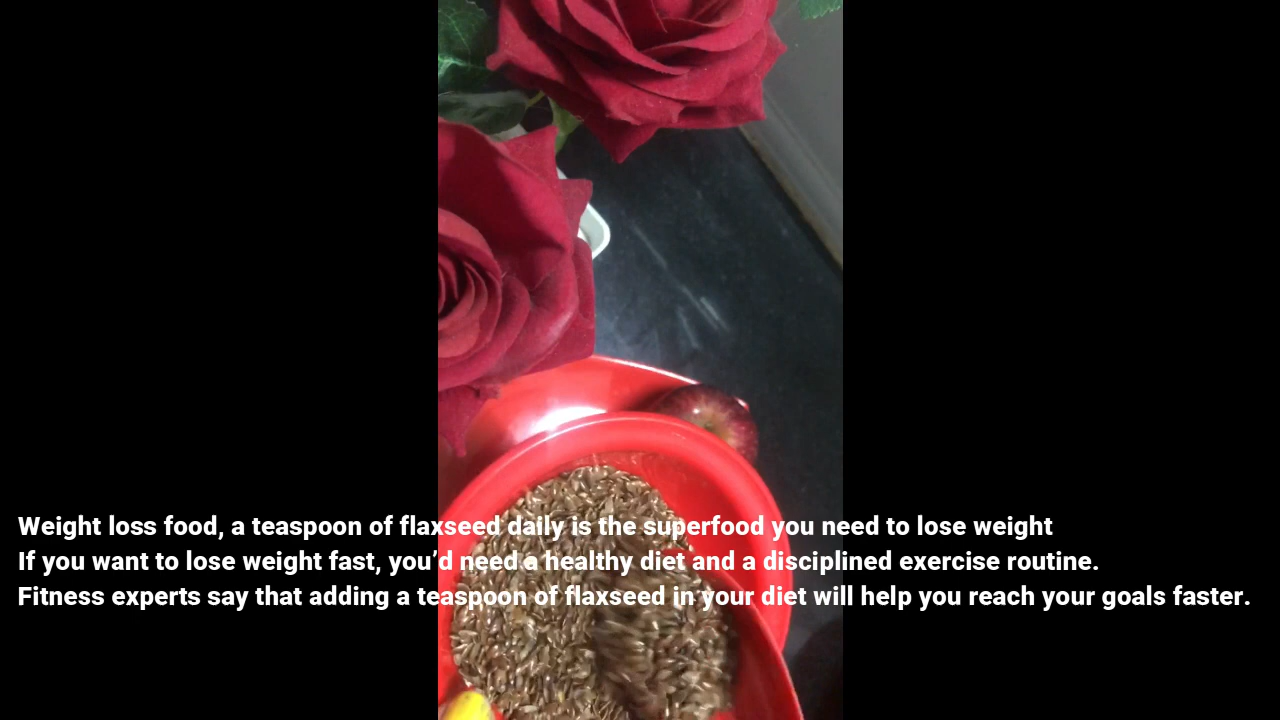 Weight loss food, a teaspoon of flaxseed daily is the superfood you need to lose weight
If you want to lose weight fast, you’d need a healthy diet and a disciplined exercise routine.
Fitness experts say that adding a teaspoon of flaxseed in your diet will help you reach your goals faster.